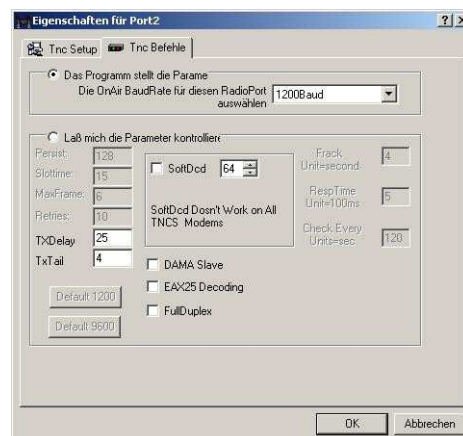 Eigenschaften für Port2
Tnc Setup
Tnc Befehle
Das Programm stellt die Parame
Die OnAir BaudRate für diesen RadioPort
auswählen
1200Baud
Laß mich die Parameter kontrolliere
Persist: 128
Slottime: 15
MaxFrame: 6
Retries: 10
TXDelay 25
TxTail 4
Default 1200
Default 9600
SoftDcd 64
SoftDcd Dosn't Work on All
TNCS Modems
DAMA Slave
EAX25 Decoding
FullDuplex
Frack 4
Unit=second
RespTime 5
Unit=100ms
Check Every 120
Units=sec
OK
Abbrechen